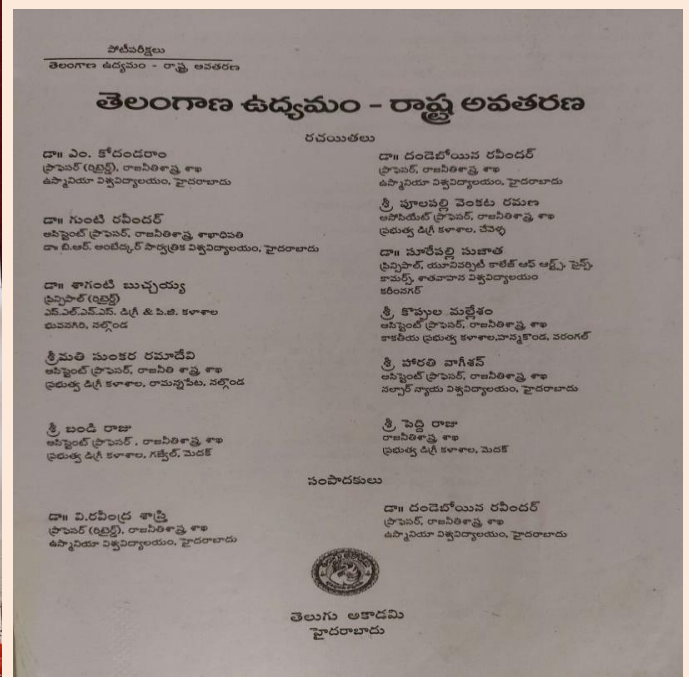 పోటీపరీక్షలు
తెలంగాణ ఉద్యమం - రాష్ట్ర అవతరణ
తెలంగాణ ఉద్యమం - రాష్ట్ర అవతరణ
రచయితలు
డా॥ ఎం. కోదండరాం
ప్రొఫెసర్ (రిటైర్డ్), రాజనీతిశాస్త్ర శాఖ
ఉస్మానియా విశ్వవిద్యాలయం, హైదరాబాదు
డా॥ గుంటి రవీందర్
అసిస్టెంట్ ప్రొఫెసర్, రాజనీతిశాస్త్ర శాఖాధిపతి
డా॥ బి.ఆర్. అంబేద్కర్ సార్వత్రిక విశ్వవిద్యాలయం, హైదరాబాదు
డా॥ శాగంటి బుచ్చయ్య
ప్రిన్సిపాల్ (రిటైర్డ్)
ఎస్.ఎల్.ఎన్.ఎస్. డిగ్రీ & పి.జి. కళాశాల
భువనగిరి, నల్గొండ
శ్రీమతి సుంకర రమాదేవి
అసిస్టెంట్ ప్రొఫెసర్, రాజనీతి శాస్త్ర శాఖ
ప్రభుత్వ డిగ్రీ కళాశాల, రామన్నపేట, నల్గొండ
శ్రీ బండి రాజు
అసిస్టెంట్ ప్రొఫెసర్ , రాజనీతిశాస్త్ర శాఖ
ప్రభుత్వ డిగ్రీ కళాశాల, గజ్వేల్, మెదక్
డా॥ దండెబోయిన రవీందర్
ప్రొఫెసర్, రాజనీతిశాస్త్ర శాఖ
ఉస్మానియా విశ్వవిద్యాలయం, హైదరాబాదు
శ్రీ పూలపల్లి వెంకట రమణ
అసోసియేట్ ప్రొఫెసర్, రాజనీతిశాస్త్ర శాఖ
ప్రభుత్వ డిగ్రీ కళాశాల, చేవెళ్ళ
డా॥ సూరేపల్లి సుజాత
ప్రిన్సిపాల్, యూనివర్సిటీ కాలేజ్ ఆఫ్ ఆర్ట్స్, సైన్స్,
కామర్స్, శాతవాహన విశ్వవిద్యాలయం
కరీంనగర్
శ్రీ కొప్పుల మల్లేశం
అసిస్టెంట్ ప్రొఫెసర్, రాజనీతిశాస్త్ర శాఖ
కాకతీయ ప్రభుత్వ కళాశాల,హన్మకొండ, వరంగల్
శ్రీ హారతి వాగీశన్
అసిస్టెంట్ ప్రొఫెసర్, రాజనీతిశాస్త్ర శాఖ
నల్సార్ న్యాయ విశ్వవిద్యాలయం, హైదరాబాదు
శ్రీ పెద్ది రాజు
రాజనీతిశాస్త్ర శాఖ
ప్రభుత్వ డిగ్రీ కళాశాల, మెదక్
సంపాదకులు
డా॥ వి.రవీంద్ర శాస్త్రి
ప్రొఫెసర్ (రిటైర్డ్), రాజనీతిశాస్త్ర శాఖ
ఉస్మానియా విశ్వవిద్యాలయం, హైదరాబాదు
డా॥ దండెబోయిన రవీందర్
ప్రొఫెసర్, రాజనీతిశాస్త్ర శాఖ
ఉస్మానియా విశ్వవిద్యాలయం, హైదరాబాదు
తెలుగు అకాడమి
హైదరాబాదు